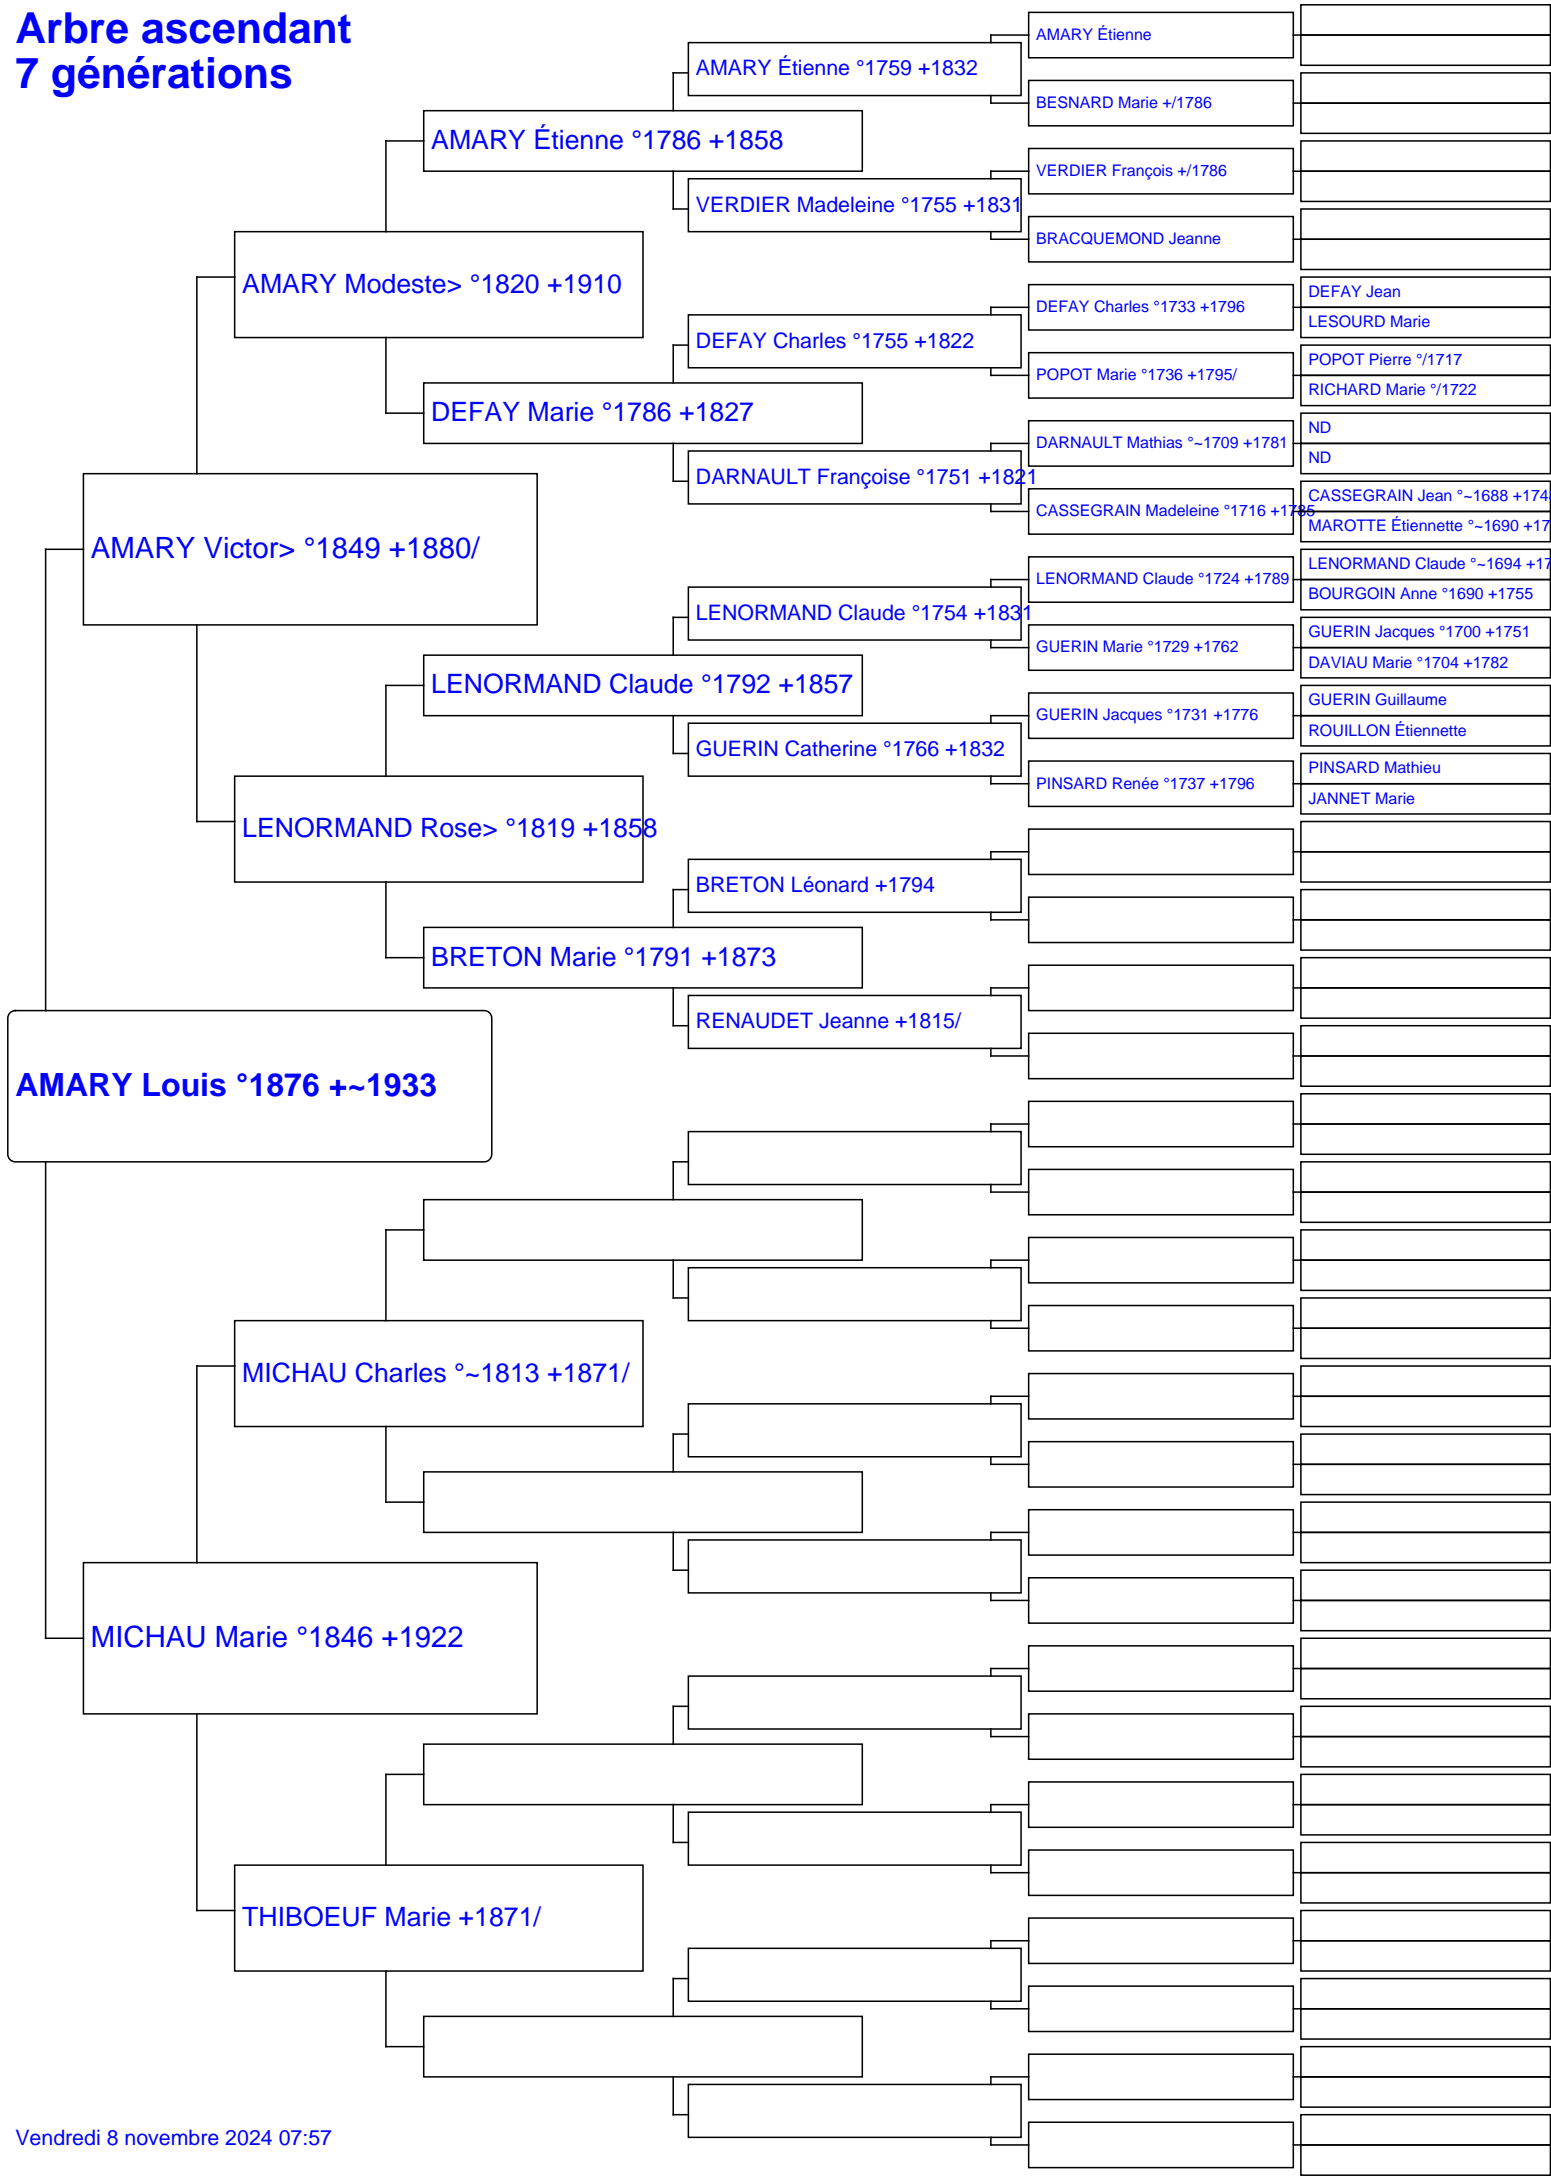 Arbre ascendant
7 générations
AMARY Étienne
BESNARD Marie +/1786
AMARY Étienne °1759 +1832
AMARY Étienne °1786 +1858
VERDIER François +/1786
VERDIER Madeleine °1755 +1831
BRACQUEMOND Jeanne
AMARY Modeste> °1820 +1910
DEFAY Jean
DEFAY Charles °1733 +1796
LESOURD Marie
DEFAY Charles °1755 +1822
POPOT Pierre °/1717
POPOT Marie °1736 +1795/
RICHARD Marie °/1722
DEFAY Marie °1786 +1827
ND
DARNAULT Mathias °~1709 +1781
ND
DARNAULT Françoise °1751 +1821
CASSEGRAIN Jean °~1688 +174
CASSEGRAIN Madeleine °1716 +1785
MAROTTE Étiennette °~1690 +17
AMARY Victor> °1849 +1880/
LENORMAND Claude °~1694 +17
LENORMAND Claude °1724 +1789
BOURGOIN Anne °1690 +1755
LENORMAND Claude °1754 +1831
GUERIN Jacques °1700 +1751
GUERIN Marie °1729 +1762
DAVIAU Marie °1704 +1782
LENORMAND Claude °1792 +1857
GUERIN Guillaume
GUERIN Jacques °1731 +1776
ROUILLON Étiennette
GUERIN Catherine °1766 +1832
PINSARD Mathieu
PINSARD Renée °1737 +1796
JANNET Marie
LENORMAND Rose> °1819 +1858
BRETON Léonard +1794
BRETON Marie °1791 +1873
RENAUDET Jeanne +1815/
AMARY Louis °1876 +~1933
MICHAU Charles °~1813 +1871/
MICHAU Marie °1846 +1922
THIBOEUF Marie +1871/
Vendredi 8 novembre 2024 07:57